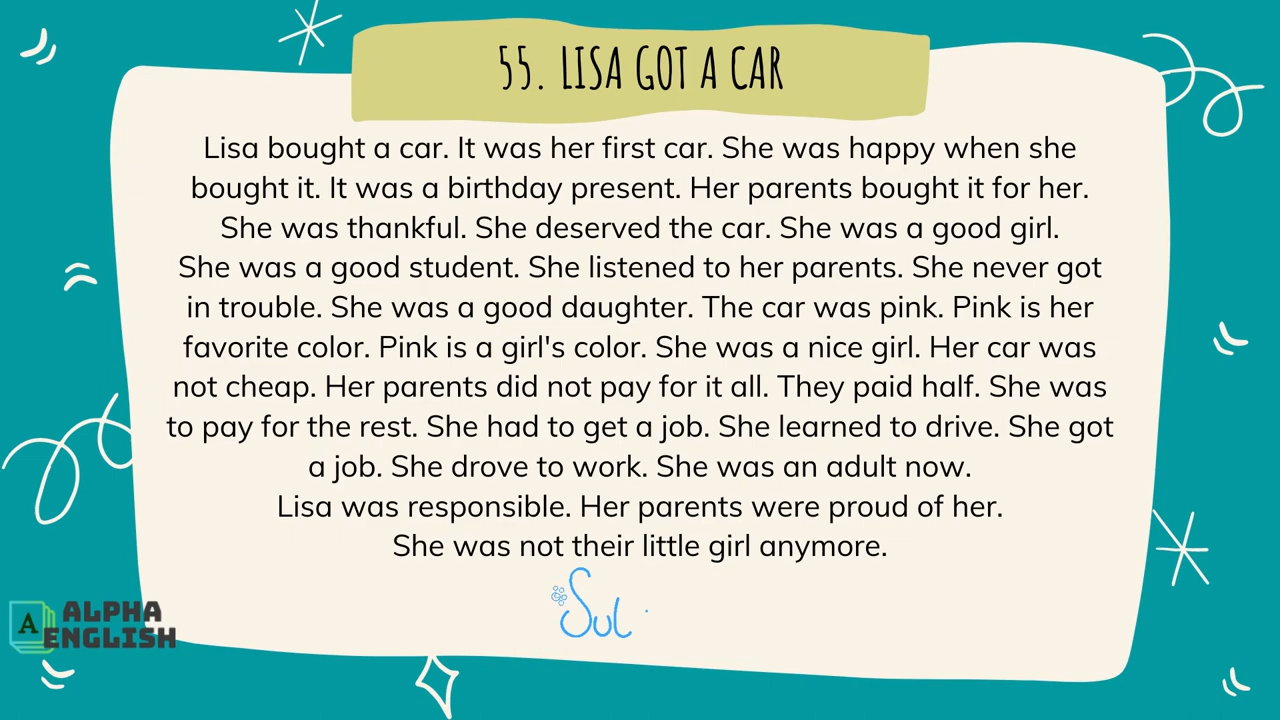 55. LISA GOT A CAR
Lisa bought a car. It was her first car. She was happy when she
bought it. It was a birthday present. Her parents bought it for her.
She was thankful. She deserved the car. She was a good girl.
She was a good student. She listened to her parents. She never got
in trouble. She was a good daughter. The car was pink. Pink is her
favorite color. Pink is a girl's color. She was a nice girl. Her car was
not cheap. Her parents did not pay for it all. They paid half. She was
to pay for the rest. She had to get a job. She learned to drive. She got
a job. She drove to work. She was an adult now.
Lisa was responsible. Her parents were proud of her.
She was not their little girl anymore.
Sul
A ALPHA
ENGLISH